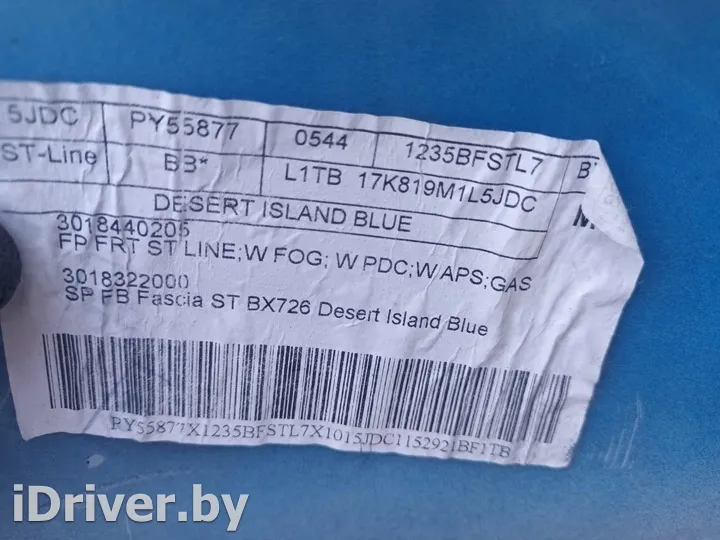 5JDC PY55877 0544 1235BFSTL7
ST-Line BB* L1TB 17K819M1L5JDC
DESERT ISLAND BLUE
3018440205
FP FRT ST LINE;W FOG; W PDC;W APS;GAS
3018322000
SP FB Fascia ST BX726 Desert Island Blue
PY55877X1235BFSTL7X1015JDC1152921BF1TB
iDriver.by